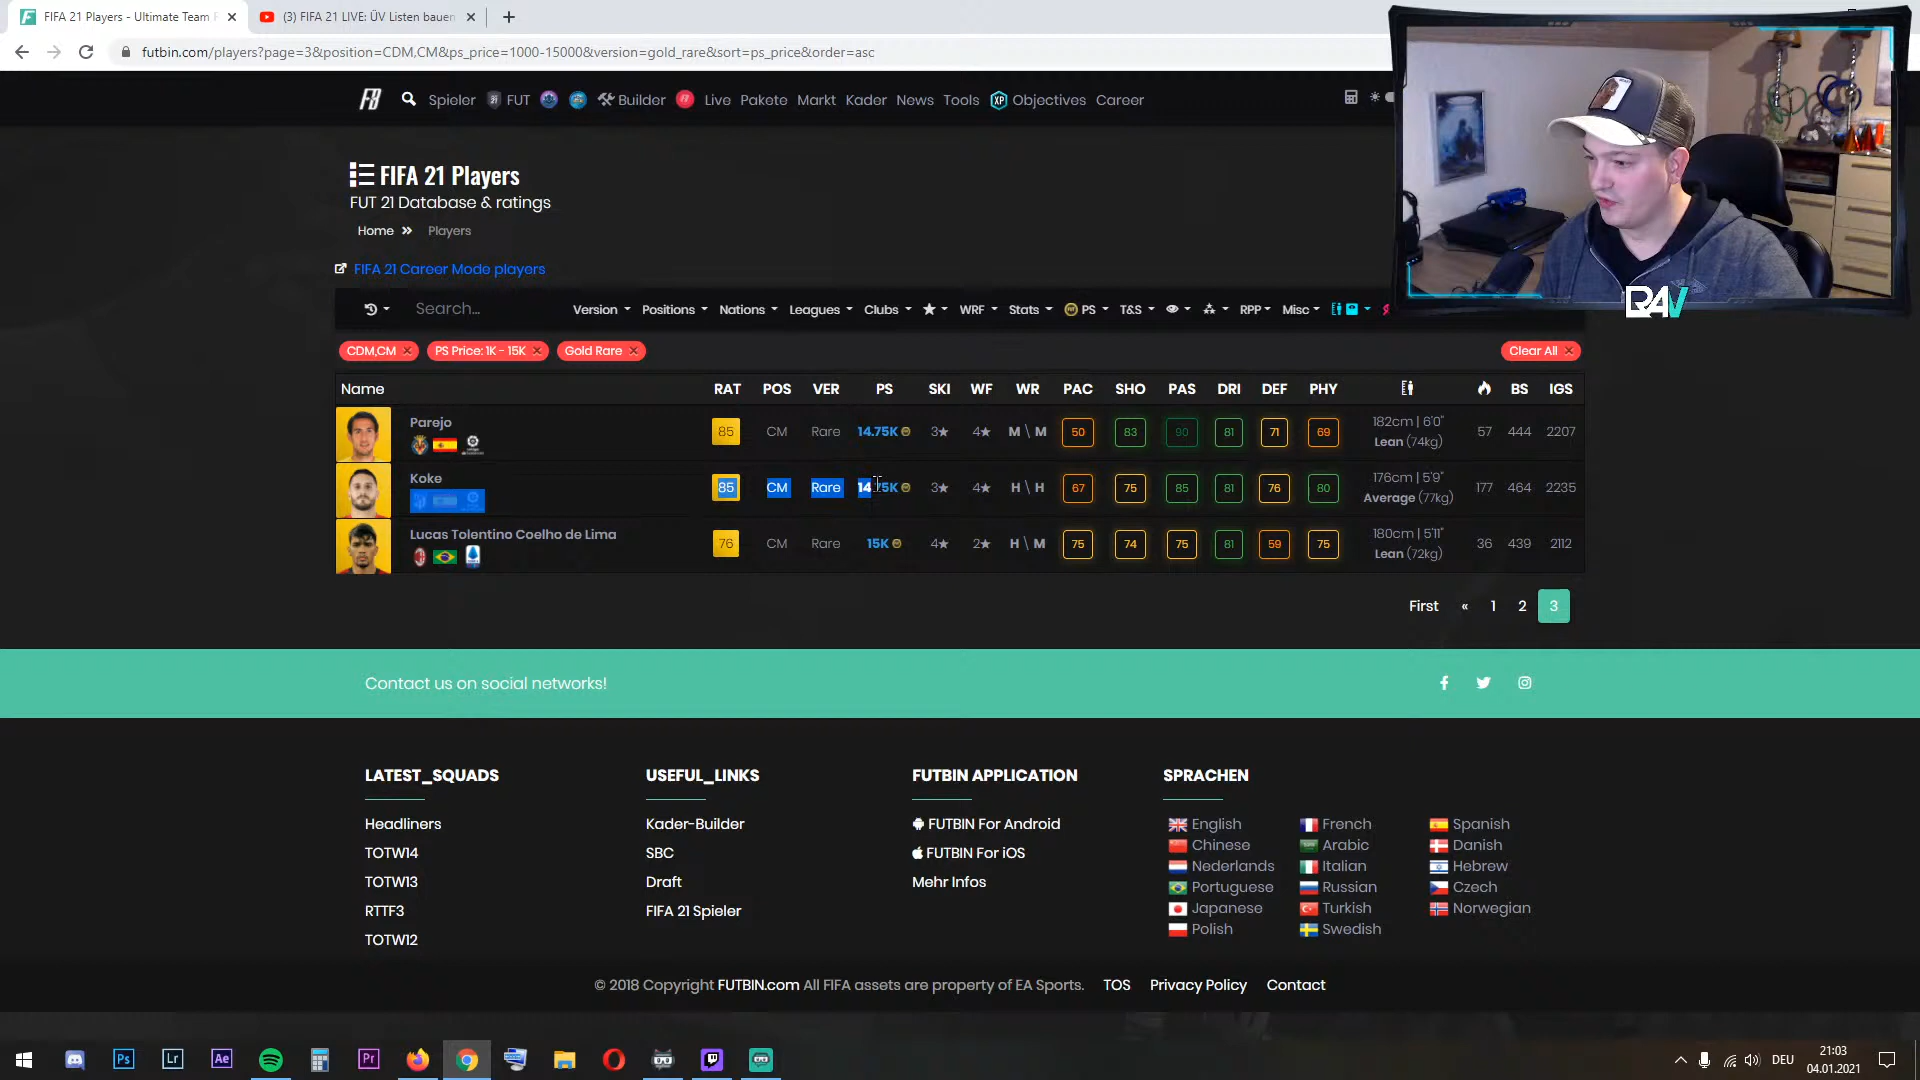 FIFA 21 Players - Ultimate Team F
(3) FIFA 21 LIVE: ÜV Listen bauen
futbin.com/players?page=3&position=CDM,CM&ps_price=1000-15000&version=gold_rare&sort=ps_price&order=asc
Spieler FUT Builder Live Pakete Markt Kader News Tools XP Objectives Career
FIFA 21 Players
FUT 21 Database & ratings
Home » Players
FIFA 21 Career Mode players
Search... Version Positions Nations Leagues Clubs WRF Stats PS T&S RPP Misc
CDM,CM × PS Price: 1K - 15K × Gold Rare × Clear All ×
Name RAT POS VER PS SKI WF WR PAC SHO PAS DRI DEF PHY BS IGS
Parejo 85 CM Rare 14.75K 3★ 4★ M \ M 50 83 90 81 71 69 182cm | 6'0" Lean (74kg) 57 444 2207
Koke 85 CM Rare 14.75K 3★ 4★ H \ H 67 75 85 81 76 80 176cm | 5'9" Average (77kg) 177 464 2235
Lucas Tolentino Coelho de Lima 76 CM Rare 15K 4★ 2★ H \ M 75 74 75 81 59 75 180cm | 5'11" Lean (72kg) 36 439 2112
First « 1 2 3
RAV
Contact us on social networks!
LATEST_SQUADS
Headliners
TOTW14
TOTW13
RTTF3
TOTW12
USEFUL_LINKS
Kader-Builder
SBC
Draft
FIFA 21 Spieler
FUTBIN APPLICATION
FUTBIN For Android
FUTBIN For iOS
Mehr Infos
SPRACHEN
English French Spanish
Chinese Arabic Danish
Nederlands Italian Hebrew
Portuguese Russian Czech
Japanese Turkish Norwegian
Polish Swedish
© 2018 Copyright FUTBIN.com All FIFA assets are property of EA Sports. TOS Privacy Policy Contact
Ps Lr Ae Pr
DEU
21:03
04.01.2021